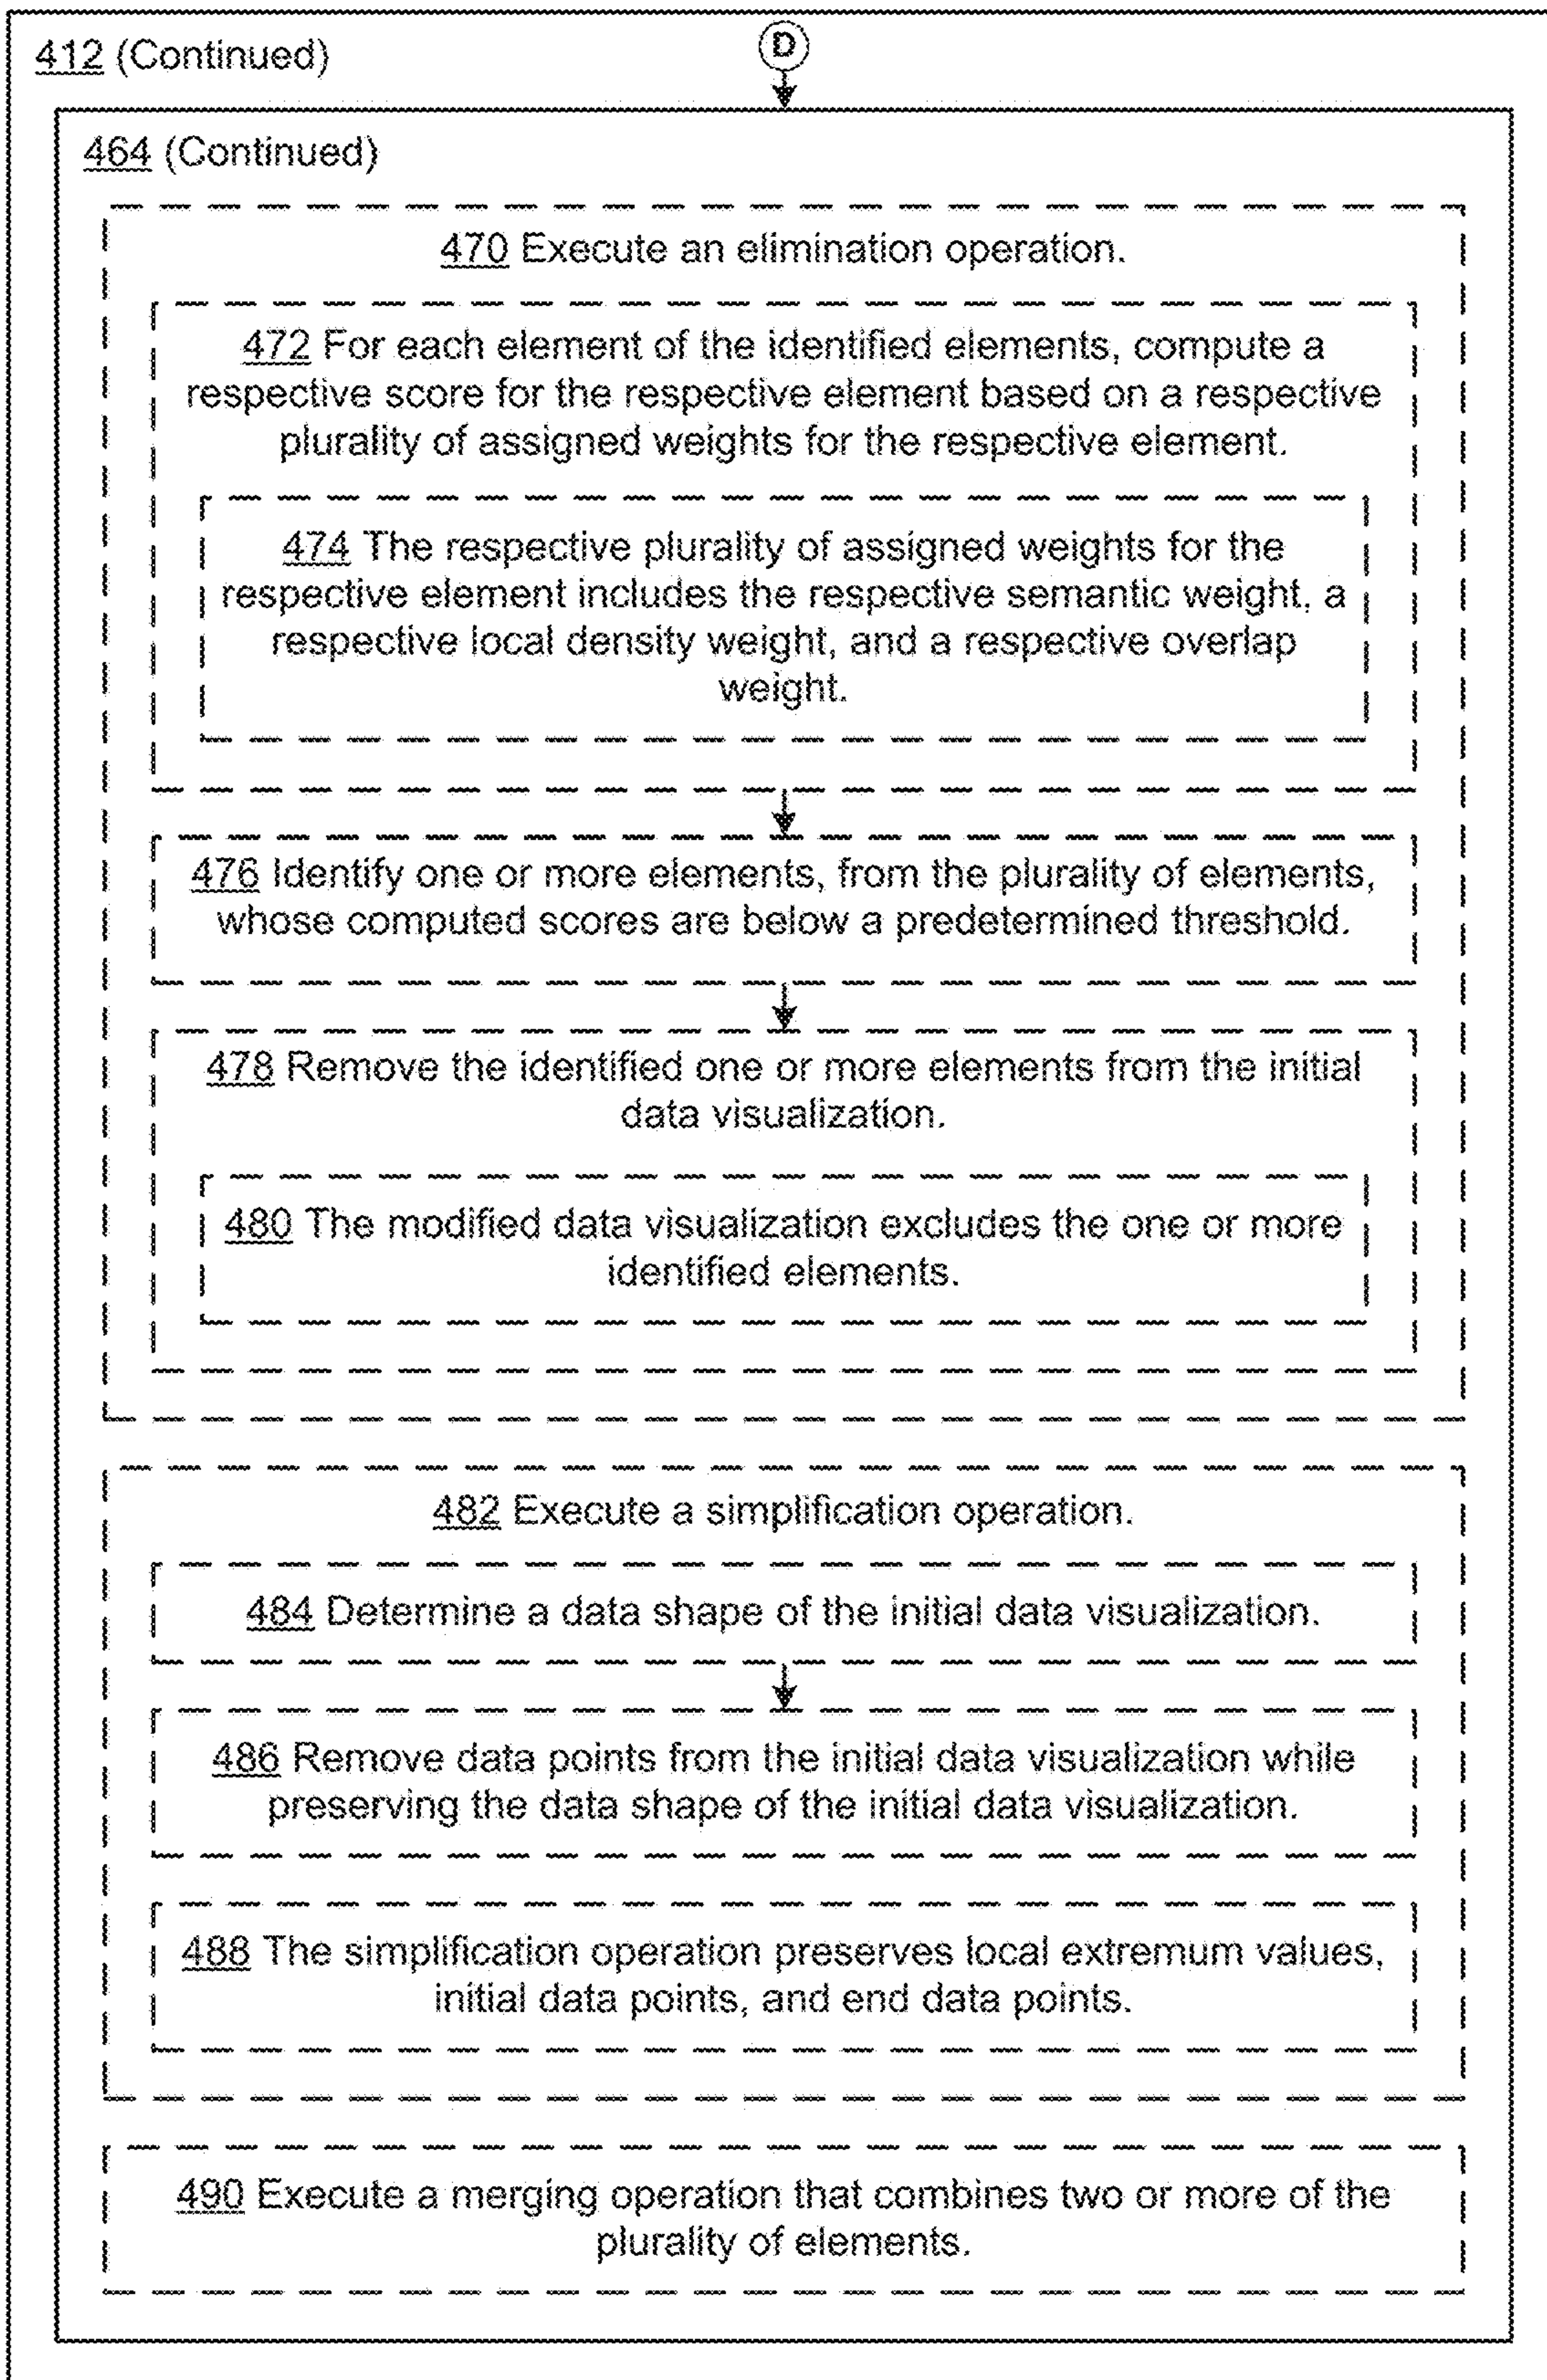 412 (Continued)
D
464 (Continued)
470 Execute an elimination operation.
472 For each element of the identified elements, compute a
respective score for the respective element based on a respective
plurality of assigned weights for the respective element.
474 The respective plurality of assigned weights for the
respective element includes the respective semantic weight, a
respective local density weight, and a respective overlap
weight.
476 Identify one or more elements, from the plurality of elements,
whose computed scores are below a predetermined threshold.
478 Remove the identified one or more elements from the initial
data visualization.
480 The modified data visualization excludes the one or more
identified elements.
482 Execute a simplification operation.
484 Determine a data shape of the initial data visualization.
486 Remove data points from the initial data visualization while
preserving the data shape of the initial data visualization.
488 The simplification operation preserves local extremum values,
initial data points, and end data points.
490 Execute a merging operation that combines two or more of the
plurality of elements.